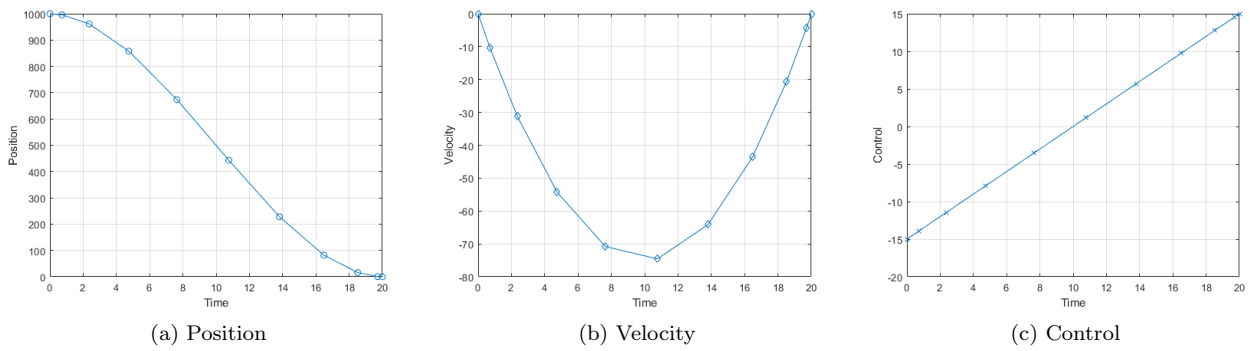 1000
900
800
700
600
500
400
300
200
100
0
Position
0 2 4 6 8 10 12 14 16 18 20
Time
(a) Position
0
-10
-20
-30
-40
-50
-60
-70
-80
Velocity
0 2 4 6 8 10 12 14 16 18 20
Time
(b) Velocity
15
10
5
0
-5
-10
-15
-20
Control
0 2 4 6 8 10 12 14 16 18 20
Time
(c) Control